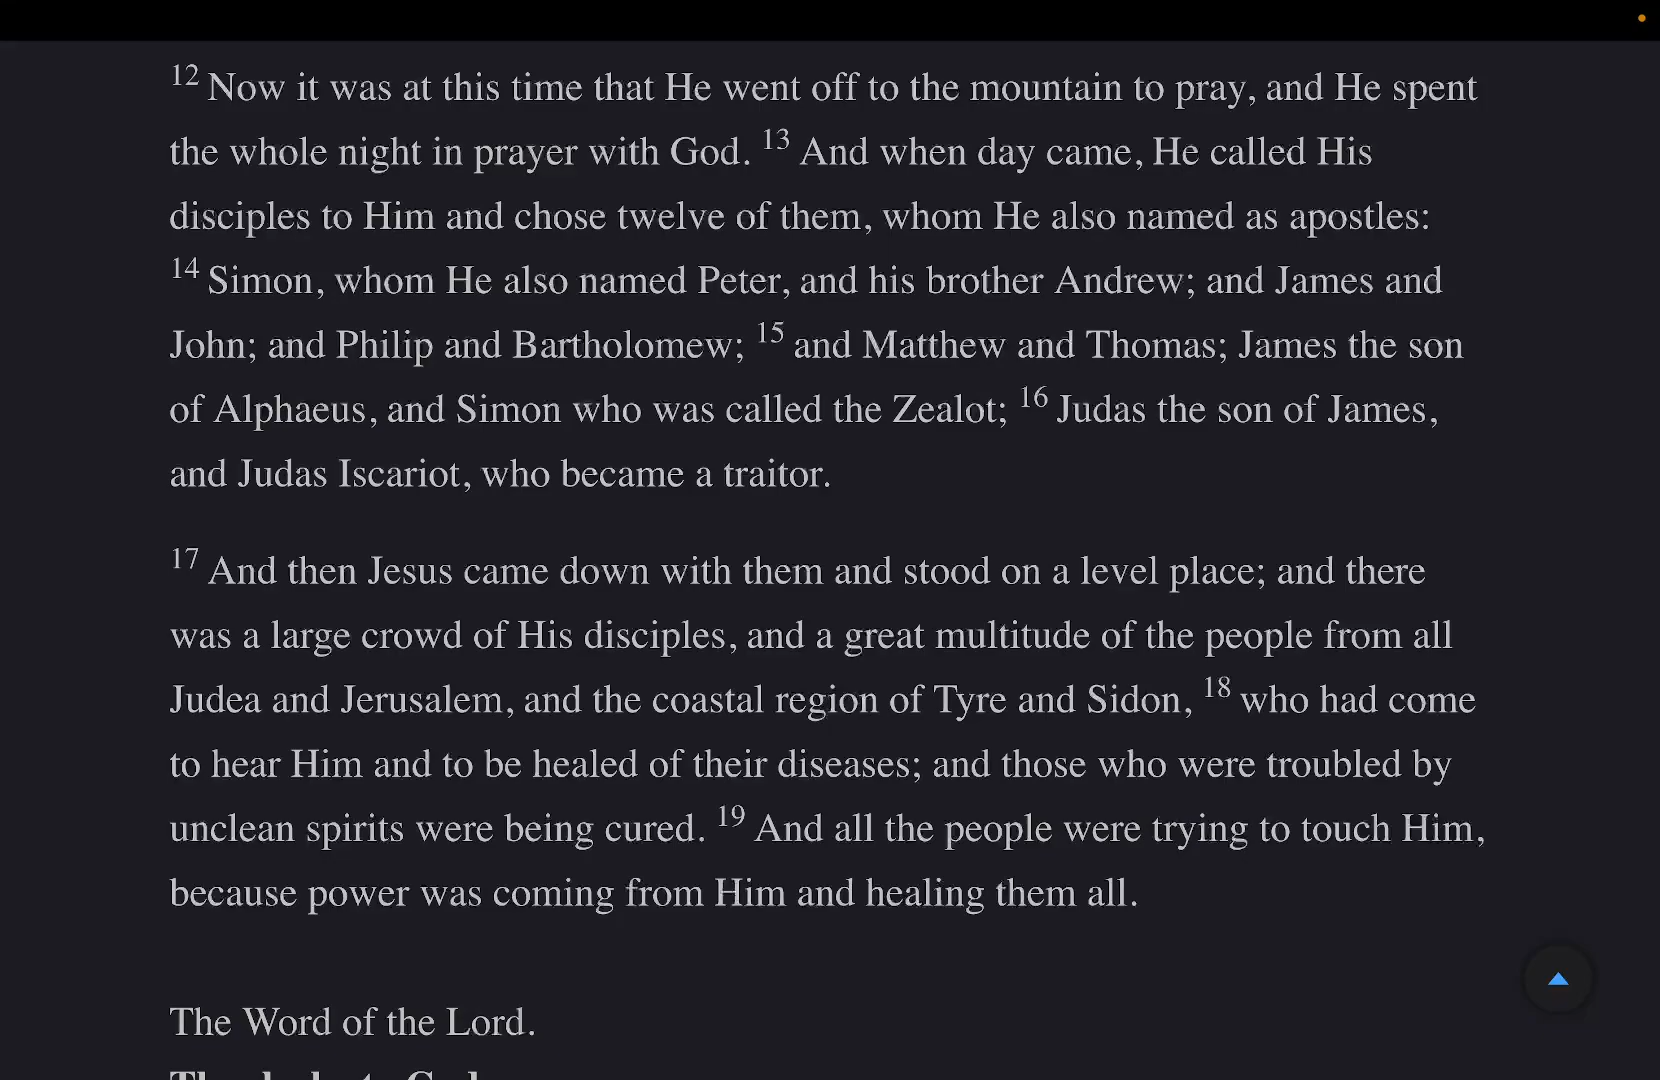 12 Now it was at this time that He went off to the mountain to pray, and He spent
the whole night in prayer with God. 13 And when day came, He called His
disciples to Him and chose twelve of them, whom He also named as apostles:
14 Simon, whom He also named Peter, and his brother Andrew; and James and
John; and Philip and Bartholomew; 15 and Matthew and Thomas; James the son
of Alphaeus, and Simon who was called the Zealot; 16 Judas the son of James,
and Judas Iscariot, who became a traitor.
17 And then Jesus came down with them and stood on a level place; and there
was a large crowd of His disciples, and a great multitude of the people from all
Judea and Jerusalem, and the coastal region of Tyre and Sidon, 18 who had come
to hear Him and to be healed of their diseases; and those who were troubled by
unclean spirits were being cured. 19 And all the people were trying to touch Him,
because power was coming from Him and healing them all.
The Word of the Lord.